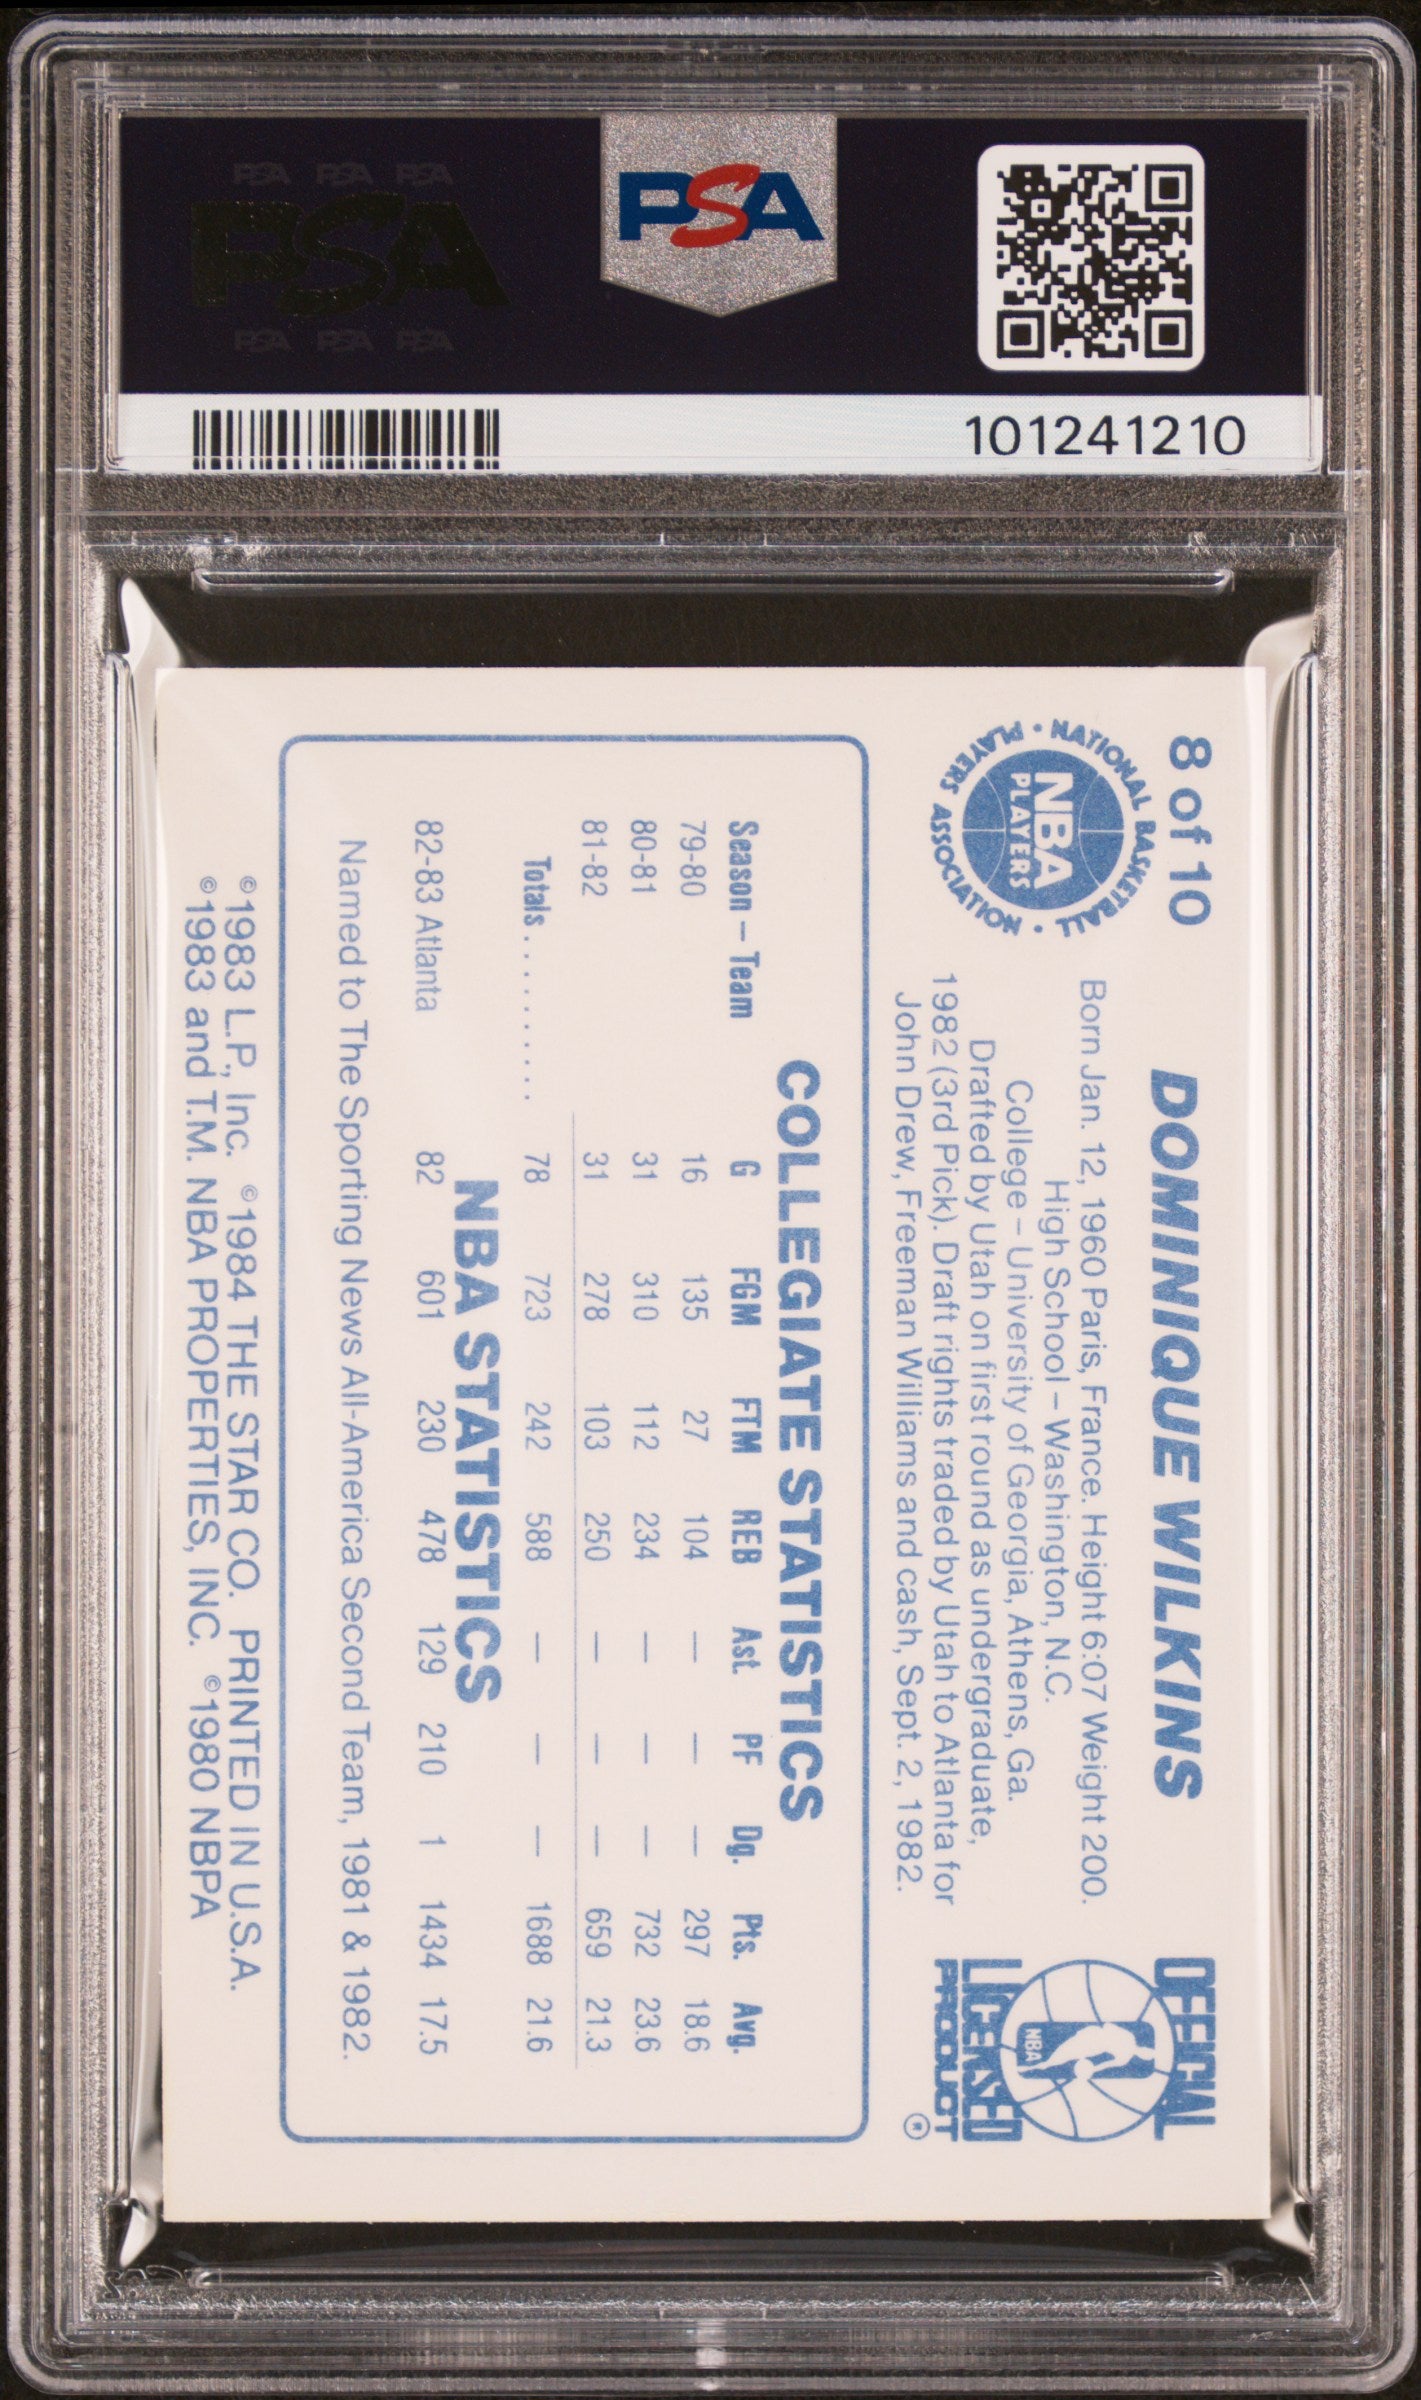 PSA PSA PSA
PSA
PSA PSA PSA
PSA
101241210
8 of 10
DOMINIQUE WILKINS
NATIONAL BASKETBALL PLAYERS ASSOCIATION
NBA
PLAYERS
Born Jan. 12, 1960 Paris, France. Height 6:07 Weight 200.
High School – Washington, N.C.
College – University of Georgia, Athens, Ga.
Drafted by Utah on first round as undergraduate,
1982 (3rd Pick). Draft rights traded by Utah to Atlanta for
John Drew, Freeman Williams and cash, Sept. 2, 1982.
OFFICIAL
NBA
LICENSED
PRODUCT
®
COLLEGIATE STATISTICS
Season – Team G FGM FTM REB Ast. PF Dg. Pts. Avg.
79-80 16 135 27 104 — — — 297 18.6
80-81 31 310 112 234 — — — 732 23.6
81-82 31 278 103 250 — — — 659 21.3
Totals.......... 78 723 242 588 — — — 1688 21.6
NBA STATISTICS
82-83 Atlanta 82 601 230 478 129 210 1 1434 17.5
Named to The Sporting News All-America Second Team, 1981 & 1982.
©1983 L.P., Inc. ©1984 THE STAR CO. PRINTED IN U.S.A.
©1983 and T.M. NBA PROPERTIES, INC. ©1980 NBPA